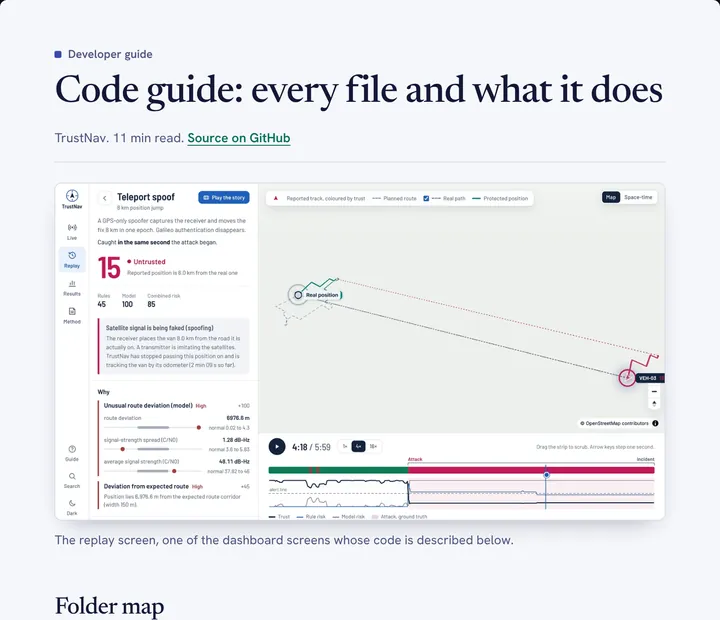 Developer guide
Code guide: every file and what it does
TrustNav. 11 min read. Source on GitHub
TrustNav
Live
Replay
Results
Method
Guide
Search
Dark
Teleport spoof
8 km position jump
Play the story
A GPS-only spoofer captures the receiver and moves the
fix 8 km in one epoch. Galileo authentication disappears.
Caught in the same second the attack began.
15
Untrusted
Reported position is 8.0 km from the real one
Rules
45
Model
100
Combined risk
85
Satellite signal is being faked (spoofing)
The receiver places the van 8.0 km from the road it is
actually on. A transmitter is imitating the satellites.
TrustNav has stopped passing this position on and is
tracking the van by its odometer (2 min 19 s so far).
Why
Unusual route deviation (model) High +100
route deviation 6976.6 m
normal 0.02 to 4.3
signal-strength spread (C/N0) 1.28 dB-Hz
normal 3.6 to 5.93
average signal strength (C/N0) 48.11 dB-Hz
normal 37.82 to 46
Deviation from expected route High +45
Position lies 6,976.6 m from the expected route corridor
(width 150 m).
Reported track, coloured by trust
Planned route
Real path
Protected position
Map
Space-time
Real position
VEH-03
© OpenStreetMap contributors
4:18 / 5:59
1×
4×
16×
Drag the strip to scrub. Arrow keys step one second.
Attack
Incident
alert line
Trust
Rule risk
Model risk
Attack, ground truth
The replay screen, one of the dashboard screens whose code is described below.
Folder map